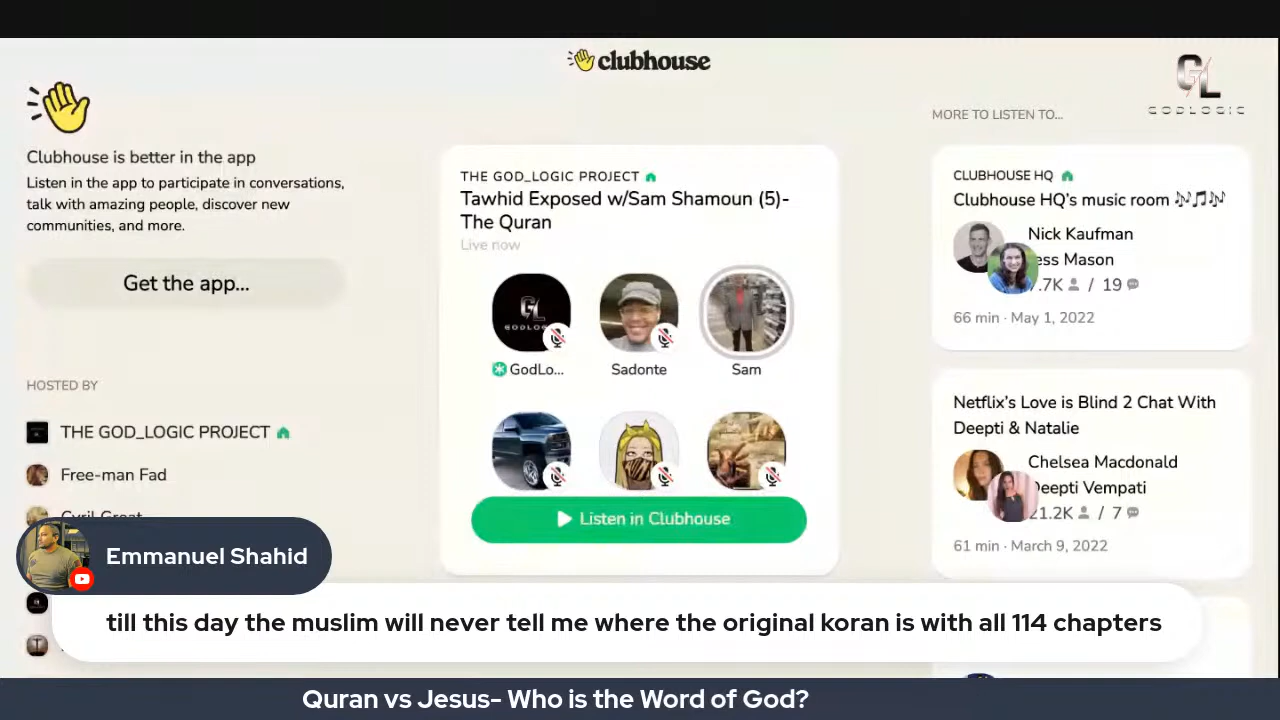 clubhouse
GL
GODLOGIC
Clubhouse is better in the app
Listen in the app to participate in conversations,
talk with amazing people, discover new
communities, and more.
Get the app...
HOSTED BY
THE GOD_LOGIC PROJECT
Free-man Fad
Cyril Great
THE GOD_LOGIC PROJECT
Tawhid Exposed w/Sam Shamoun (5)-
The Quran
Live now
GL
GodLo...
Sadonte
Sam
Listen in Clubhouse
MORE TO LISTEN TO...
CLUBHOUSE HQ
Clubhouse HQ's music room 🎶🎵🎶
Nick Kaufman
ess Mason
7.7K / 19
66 min · May 1, 2022
Netflix's Love is Blind 2 Chat With
Deepti & Natalie
Chelsea Macdonald
Deepti Vempati
21.2K / 7
61 min · March 9, 2022
Emmanuel Shahid
till this day the muslim will never tell me where the original koran is with all 114 chapters
Quran vs Jesus- Who is the Word of God?